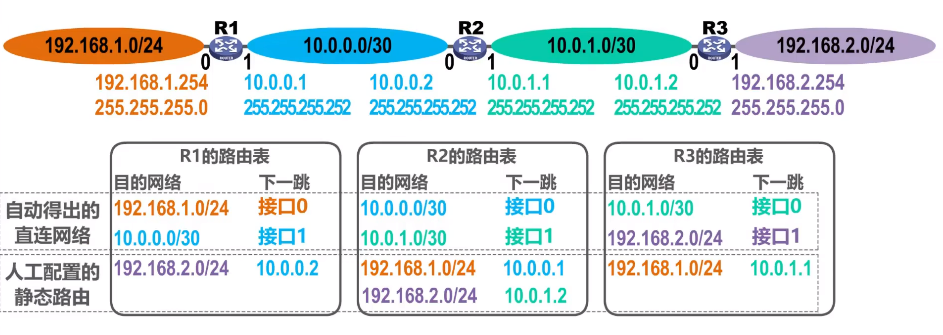 R1 R2 R3
192.168.1.0/24 10.0.0.0/30 10.0.1.0/30 192.168.2.0/24
0 1 0 1 0 1
192.168.1.254 10.0.0.1 10.0.0.2 10.0.1.1 10.0.1.2 192.168.2.254
255.255.255.0 255.255.255.252 255.255.255.252 255.255.255.252 255.255.255.252 255.255.255.0
R1的路由表 R2的路由表 R3的路由表
目的网络 下一跳 目的网络 下一跳 目的网络 下一跳
自动得出的
直连网络
192.168.1.0/24 接口0 10.0.0.0/30 接口0 10.0.1.0/30 接口0
10.0.0.0/30 接口1 10.0.1.0/30 接口1 192.168.2.0/24 接口1
人工配置的
静态路由
192.168.2.0/24 10.0.0.2 192.168.1.0/24 10.0.0.1 192.168.1.0/24 10.0.1.1
192.168.2.0/24 10.0.1.2